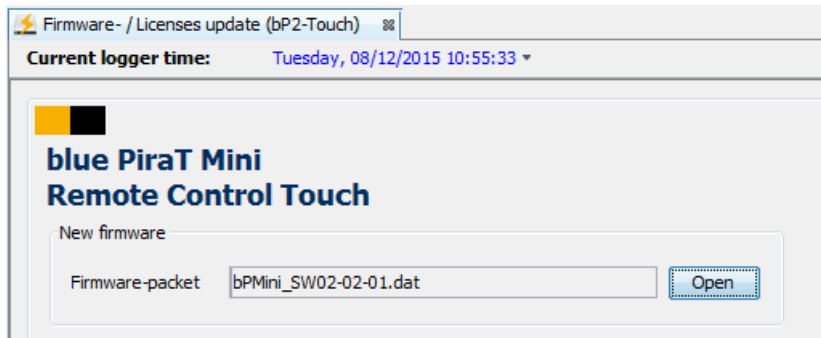 Firmware- / Licenses update (bP2-Touch)
Current logger time: Tuesday, 08/12/2015 10:55:33
blue PiraT Mini
Remote Control Touch
New firmware
Firmware-packet bPMini_SW02-02-01.dat Open